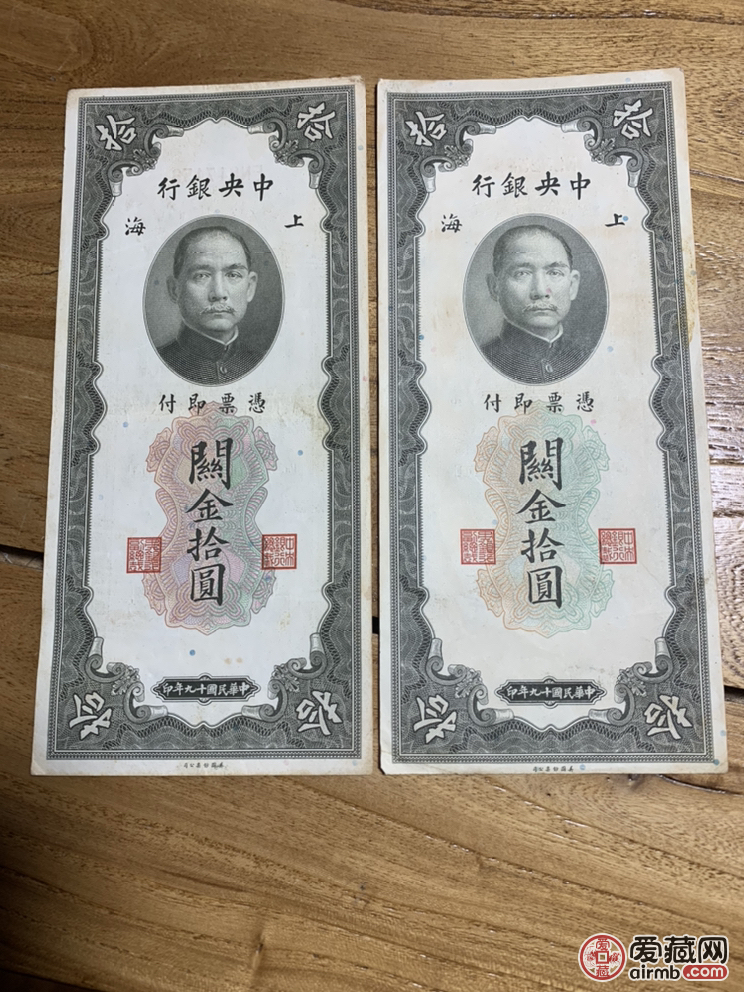 拾 拾
中央銀行
上海
憑票即付
關金拾圓
中華民國十九年印
拾 拾
拾 拾
中央銀行
上海
憑票即付
關金拾圓
中華民國十九年印
拾 拾
爱藏网
airmb.com